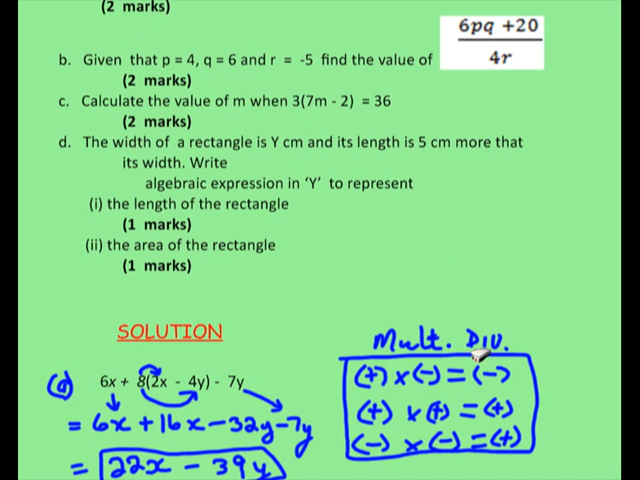 (2 marks)
b. Given that p = 4, q = 6 and r = -5 find the value of
6pq +20
4r
(2 marks)
c. Calculate the value of m when 3(7m - 2) = 36
(2 marks)
d. The width of a rectangle is Y cm and its length is 5 cm more that
its width. Write
algebraic expression in ‘Y’ to represent
(i) the length of the rectangle
(1 marks)
(ii) the area of the rectangle
(1 marks)
SOLUTION
(a) 6x + 8(2x - 4y) - 7y
= 6x + 16x - 32y - 7y
= 22x - 39y
Mult. DIV.
(+) x (-) = (-)
(+) x (+) = (+)
(-) x (-) = (+)